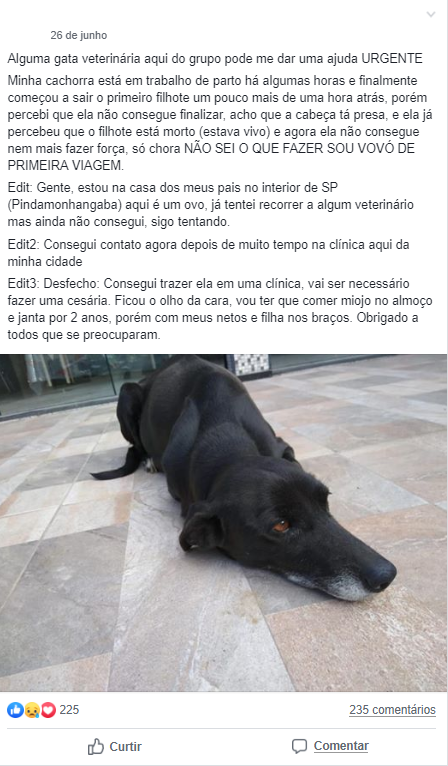 26 de junho
Alguma gata veterinária aqui do grupo pode me dar uma ajuda URGENTE
Minha cachorra está em trabalho de parto há algumas horas e finalmente
começou a sair o primeiro filhote um pouco mais de uma hora atrás, porém
percebi que ela não consegue finalizar, acho que a cabeça tá presa, e ela já
percebeu que o filhote está morto (estava vivo) e agora ela não consegue
nem mais fazer força, só chora NÃO SEI O QUE FAZER SOU VOVÓ DE
PRIMEIRA VIAGEM.
Edit: Gente, estou na casa dos meus pais no interior de SP
(Pindamonhangaba) aqui é um ovo, já tentei recorrer a algum veterinário
mas ainda não consegui, sigo tentando.
Edit2: Consegui contato agora depois de muito tempo na clínica aqui da
minha cidade
Edit3: Desfecho: Consegui trazer ela em uma clínica, vai ser necessário
fazer uma cesária. Ficou o olho da cara, vou ter que comer miojo no almoço
e janta por 2 anos, porém com meus netos e filha nos braços. Obrigado a
todos que se preocuparam.
225
235 comentários
Curtir
Comentar